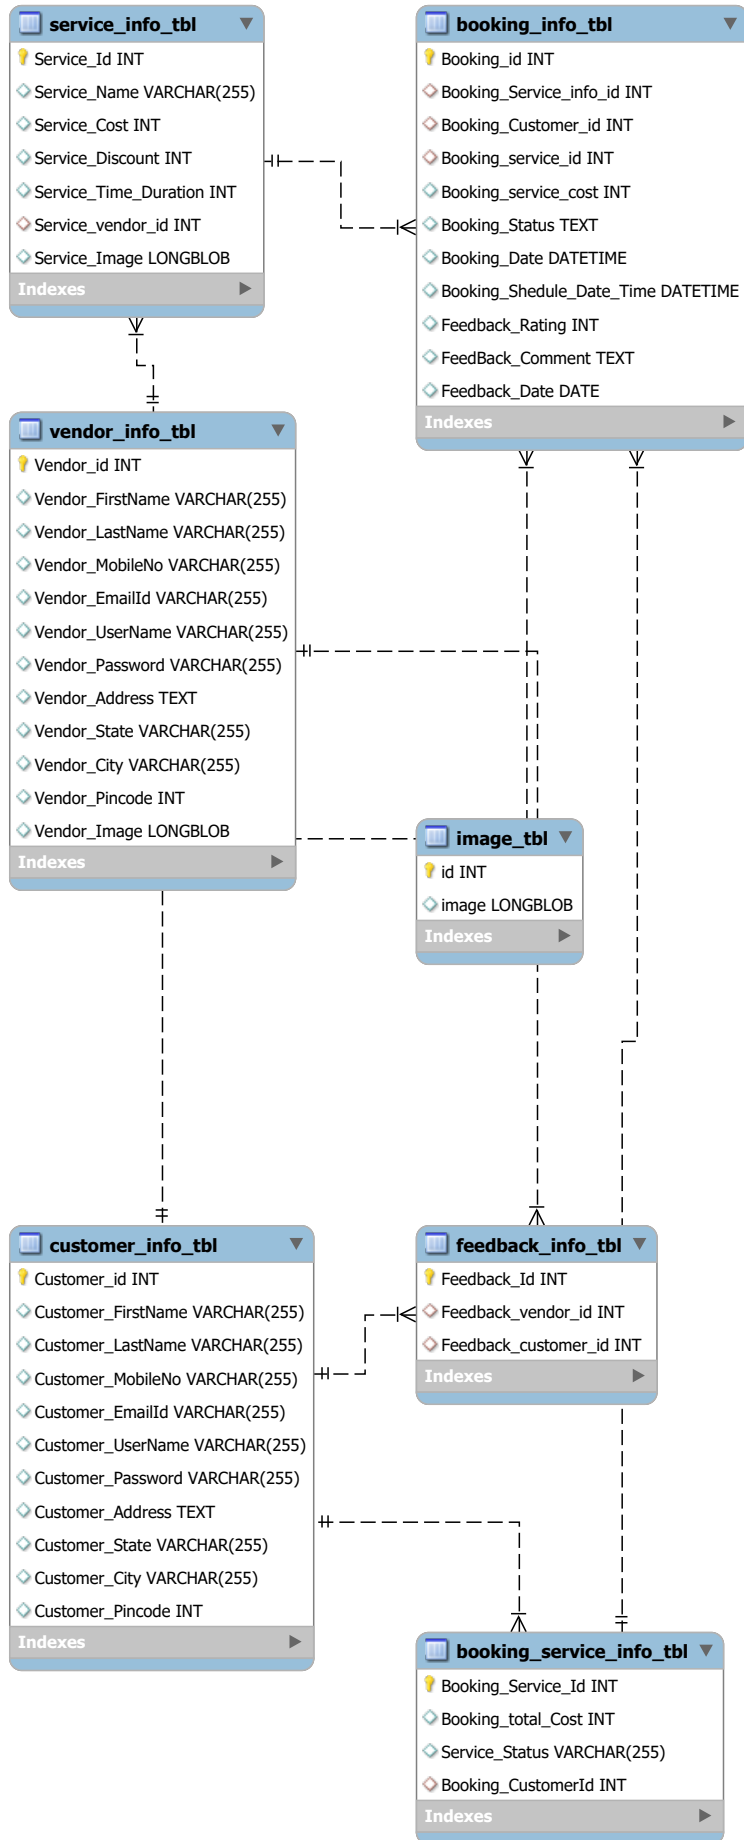 service_info_tbl
Service_Id INT
Service_Name VARCHAR(255)
Service_Cost INT
Service_Discount INT
Service_Time_Duration INT
Service_vendor_id INT
Service_Image LONGBLOB
Indexes
booking_info_tbl
Booking_id INT
Booking_Service_info_id INT
Booking_Customer_id INT
Booking_service_id INT
Booking_service_cost INT
Booking_Status TEXT
Booking_Date DATETIME
Booking_Shedule_Date_Time DATETIME
Feedback_Rating INT
FeedBack_Comment TEXT
Feedback_Date DATE
Indexes
vendor_info_tbl
Vendor_id INT
Vendor_FirstName VARCHAR(255)
Vendor_LastName VARCHAR(255)
Vendor_MobileNo VARCHAR(255)
Vendor_EmailId VARCHAR(255)
Vendor_UserName VARCHAR(255)
Vendor_Password VARCHAR(255)
Vendor_Address TEXT
Vendor_State VARCHAR(255)
Vendor_City VARCHAR(255)
Vendor_Pincode INT
Vendor_Image LONGBLOB
Indexes
image_tbl
id INT
image LONGBLOB
Indexes
customer_info_tbl
Customer_id INT
Customer_FirstName VARCHAR(255)
Customer_LastName VARCHAR(255)
Customer_MobileNo VARCHAR(255)
Customer_EmailId VARCHAR(255)
Customer_UserName VARCHAR(255)
Customer_Password VARCHAR(255)
Customer_Address TEXT
Customer_State VARCHAR(255)
Customer_City VARCHAR(255)
Customer_Pincode INT
Indexes
feedback_info_tbl
Feedback_Id INT
Feedback_vendor_id INT
Feedback_customer_id INT
Indexes
booking_service_info_tbl
Booking_Service_Id INT
Booking_total_Cost INT
Service_Status VARCHAR(255)
Booking_CustomerId INT
Indexes